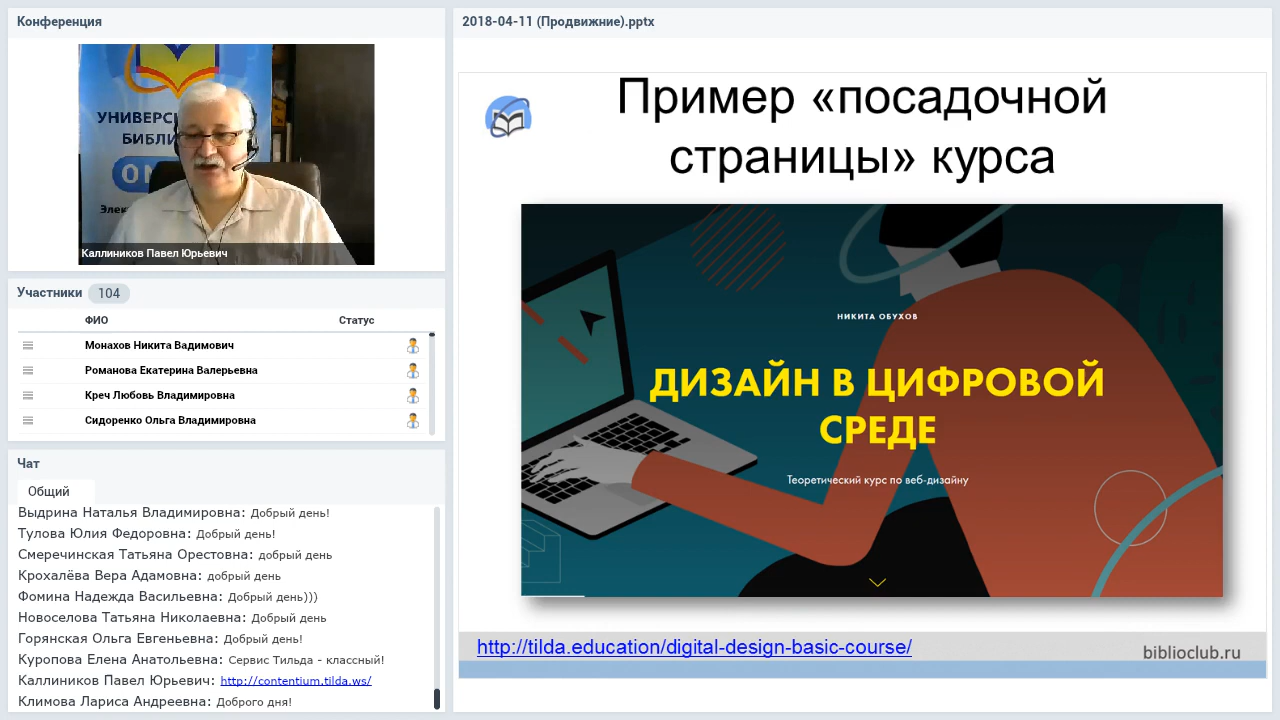 Конференция
УНИВЕРС
БИБЛИ
Каллиников Павел Юрьевич
Участники 104
ФИО Статус
Монахов Никита Вадимович
Романова Екатерина Валерьевна
Креч Любовь Владимировна
Сидоренко Ольга Владимировна
Чат
Общий
Выдрина Наталья Владимировна: Добрый день!
Тулова Юлия Федоровна: Добрый день!
Смеречинская Татьяна Орестовна: добрый день
Крохалёва Вера Адамовна: добрый день
Фомина Надежда Васильевна: Добрый день)))
Новоселова Татьяна Николаевна: Добрый день
Горянская Ольга Евгеньевна: Добрый день!
Куропова Елена Анатольевна: Сервис Тильда - классный!
Каллиников Павел Юрьевич: http://contentium.tilda.ws/
Климова Лариса Андреевна: Доброго дня!
2018-04-11 (Продвижние).pptx
Пример «посадочной
страницы» курса
НИКИТА ОБУХОВ
ДИЗАЙН В ЦИФРОВОЙ
СРЕДЕ
Теоретический курс по веб-дизайну
http://tilda.education/digital-design-basic-course/
biblioclub.ru